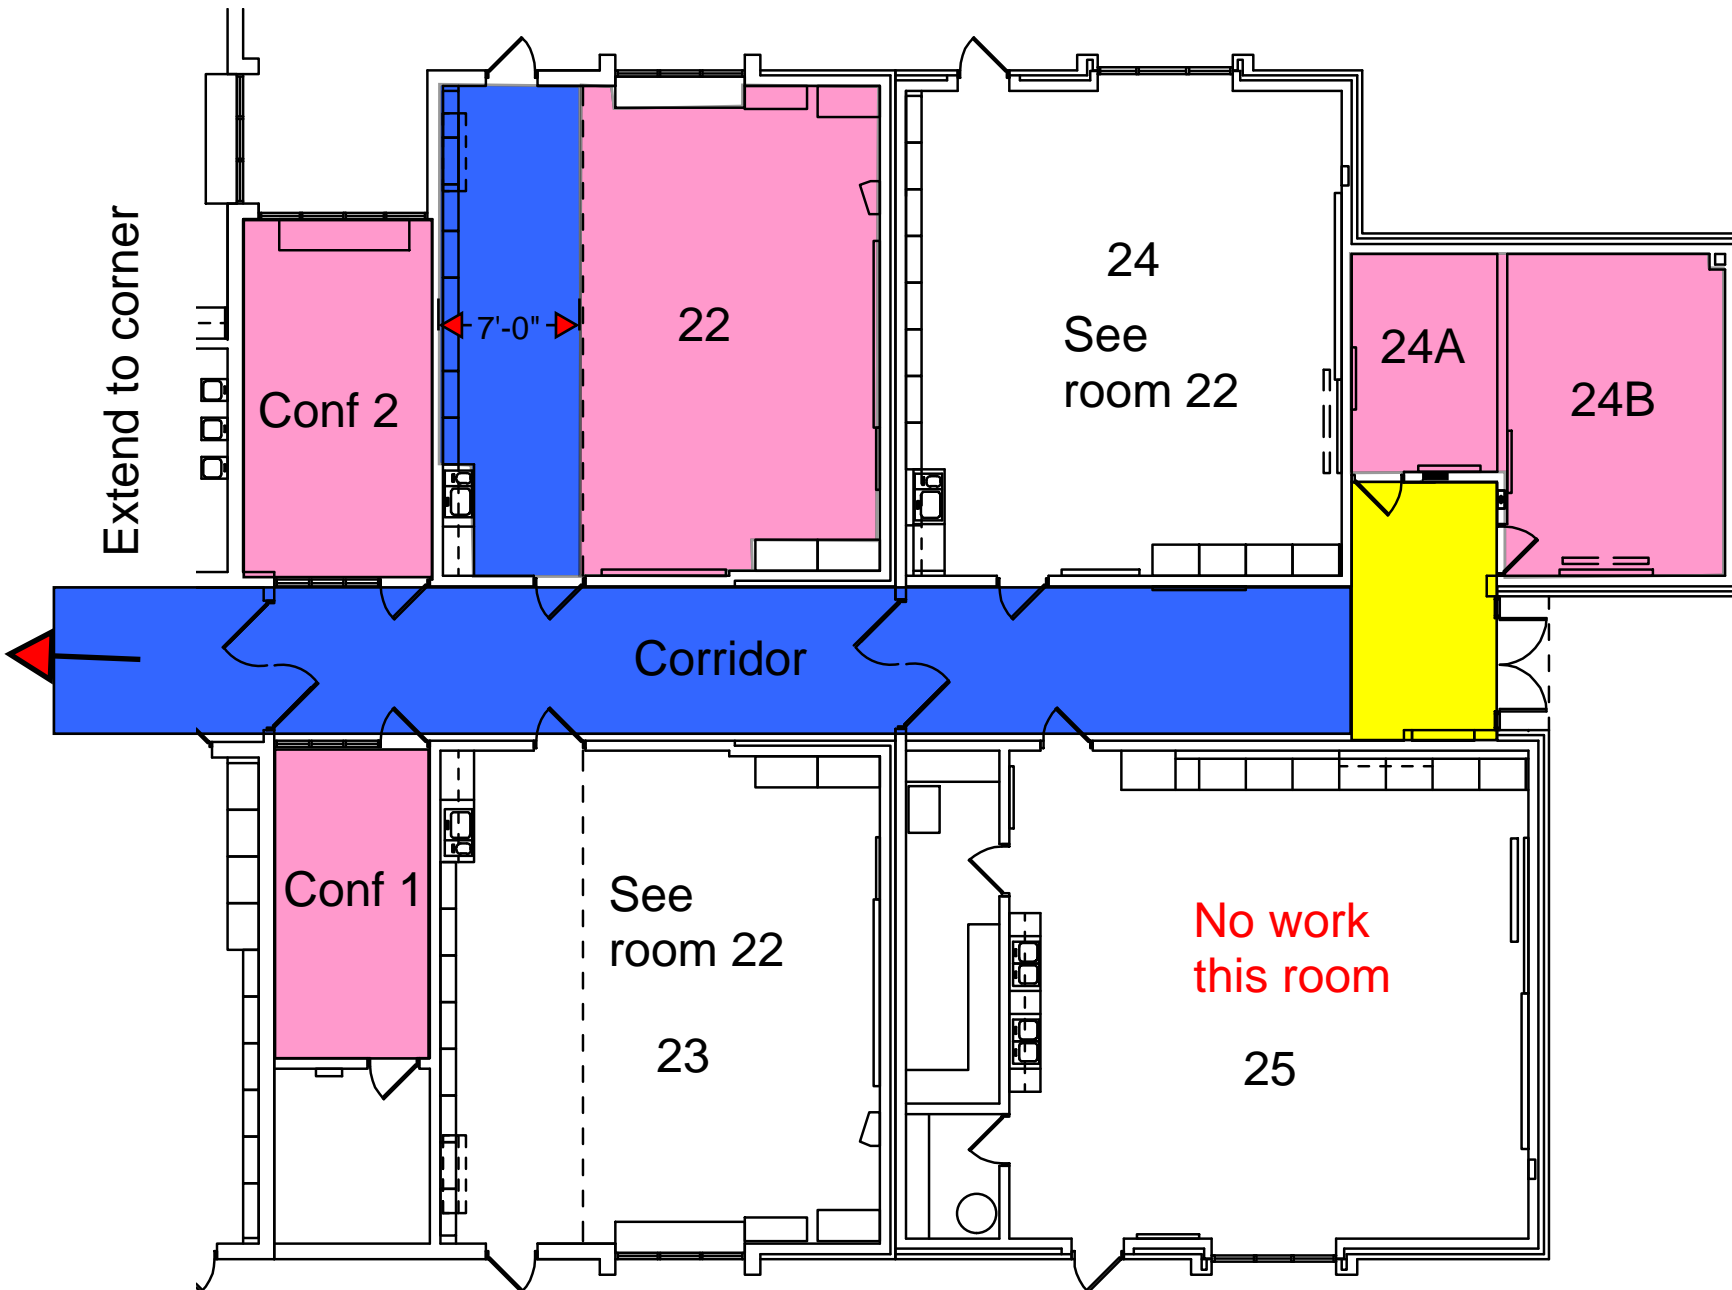 Extend to corner
Conf 2
7'-0"
22
24
See
room 22
24A
24B
Corridor
Conf 1
See
room 22
23
No work
this room
25